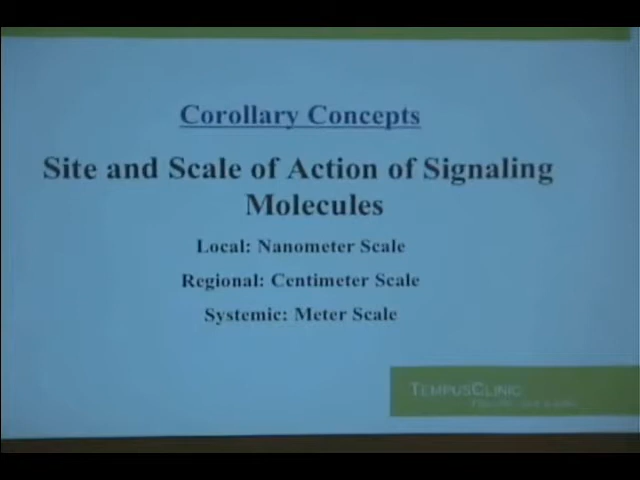 Corollary Concepts
Site and Scale of Action of Signaling
Molecules
Local: Nanometer Scale
Regional: Centimeter Scale
Systemic: Meter Scale
TEMPUSCLINIC